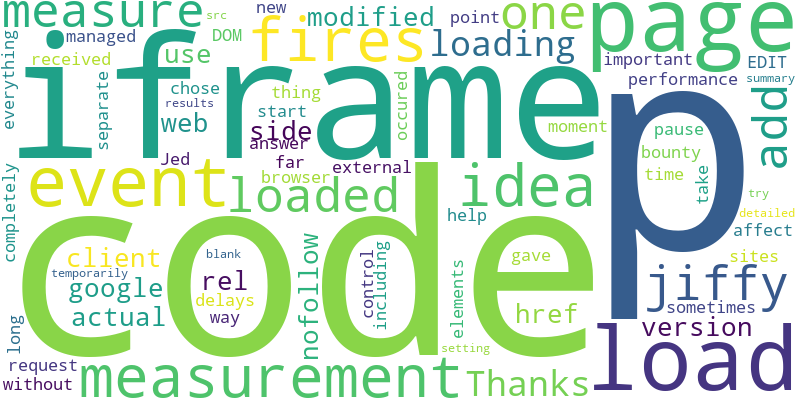 measure
managed
src
new
modified
point
one
page
everything
received
DOM
use
fires
loading
important
EDIT
performance
summary
separate
chose
results
web
thing
start
side
answer
far
external
occured
iframe
moment
p
pause
bounty
time
take
add
try
detailed
affect
sites
Jed
event
browser
loaded
idea
completely
client
blank
temporarily
google
rel
delays
actual
way
nofollow
control
including
help
elements
gave
href
jiffy
sometimes
version
code
long
request
without
measurement
setting
Thanks
load